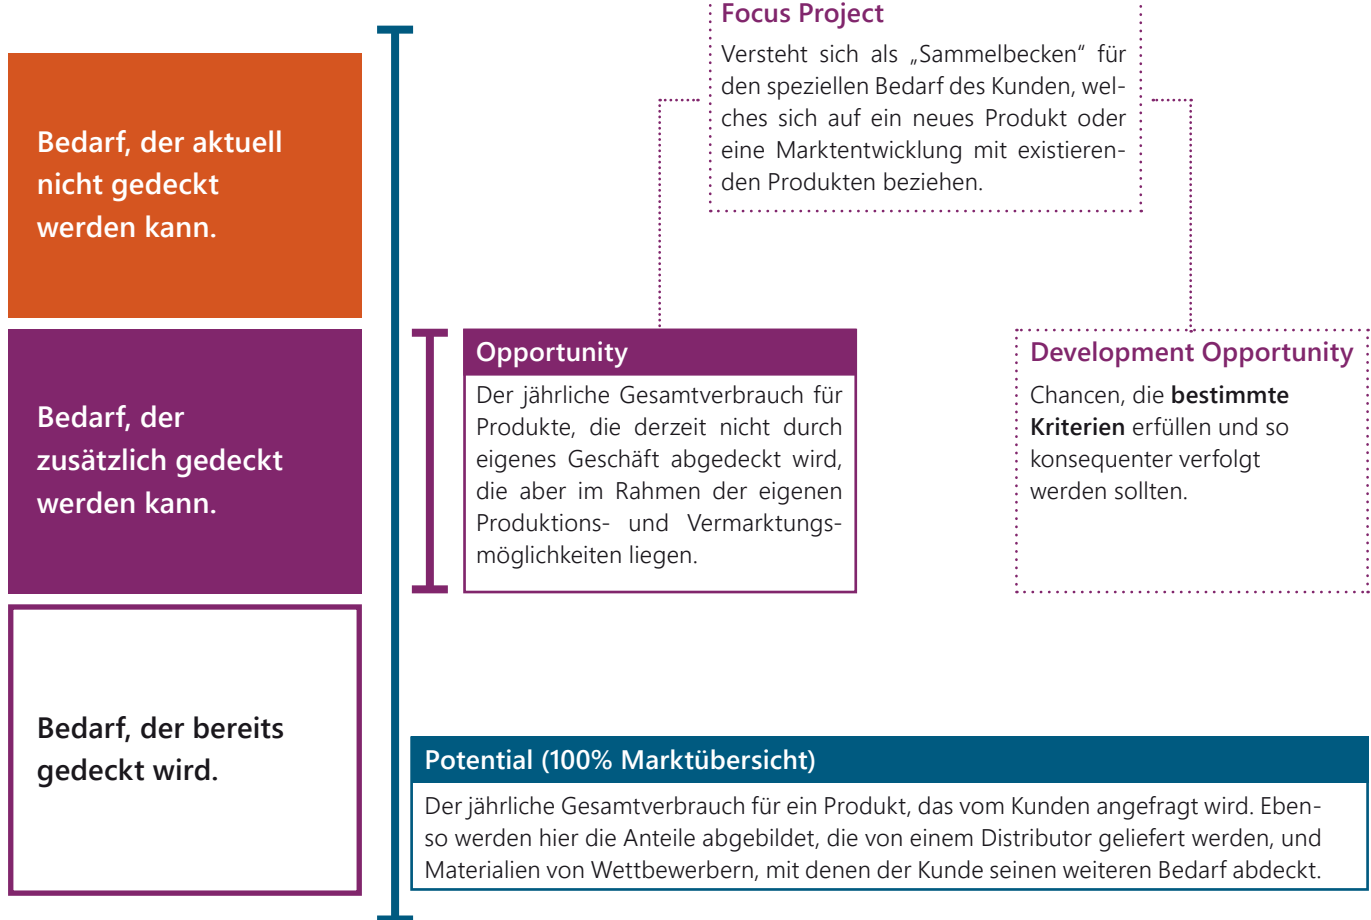 Focus Project
Versteht sich als „Sammelbecken“ für
den speziellen Bedarf des Kunden, wel-
ches sich auf ein neues Produkt oder
eine Marktentwicklung mit existieren-
den Produkten beziehen.
Bedarf, der aktuell
nicht gedeckt
werden kann.
Bedarf, der
zusätzlich gedeckt
werden kann.
Opportunity
Der jährliche Gesamtverbrauch für
Produkte, die derzeit nicht durch
eigenes Geschäft abgedeckt wird,
die aber im Rahmen der eigenen
Produktions- und Vermarktungs-
möglichkeiten liegen.
Development Opportunity
Chancen, die bestimmte
Kriterien erfüllen und so
konsequenter verfolgt
werden sollten.
Bedarf, der bereits
gedeckt wird.
Potential (100% Marktübersicht)
Der jährliche Gesamtverbrauch für ein Produkt, das vom Kunden angefragt wird. Eben-
so werden hier die Anteile abgebildet, die von einem Distributor geliefert werden, und
Materialien von Wettbewerbern, mit denen der Kunde seinen weiteren Bedarf abdeckt.